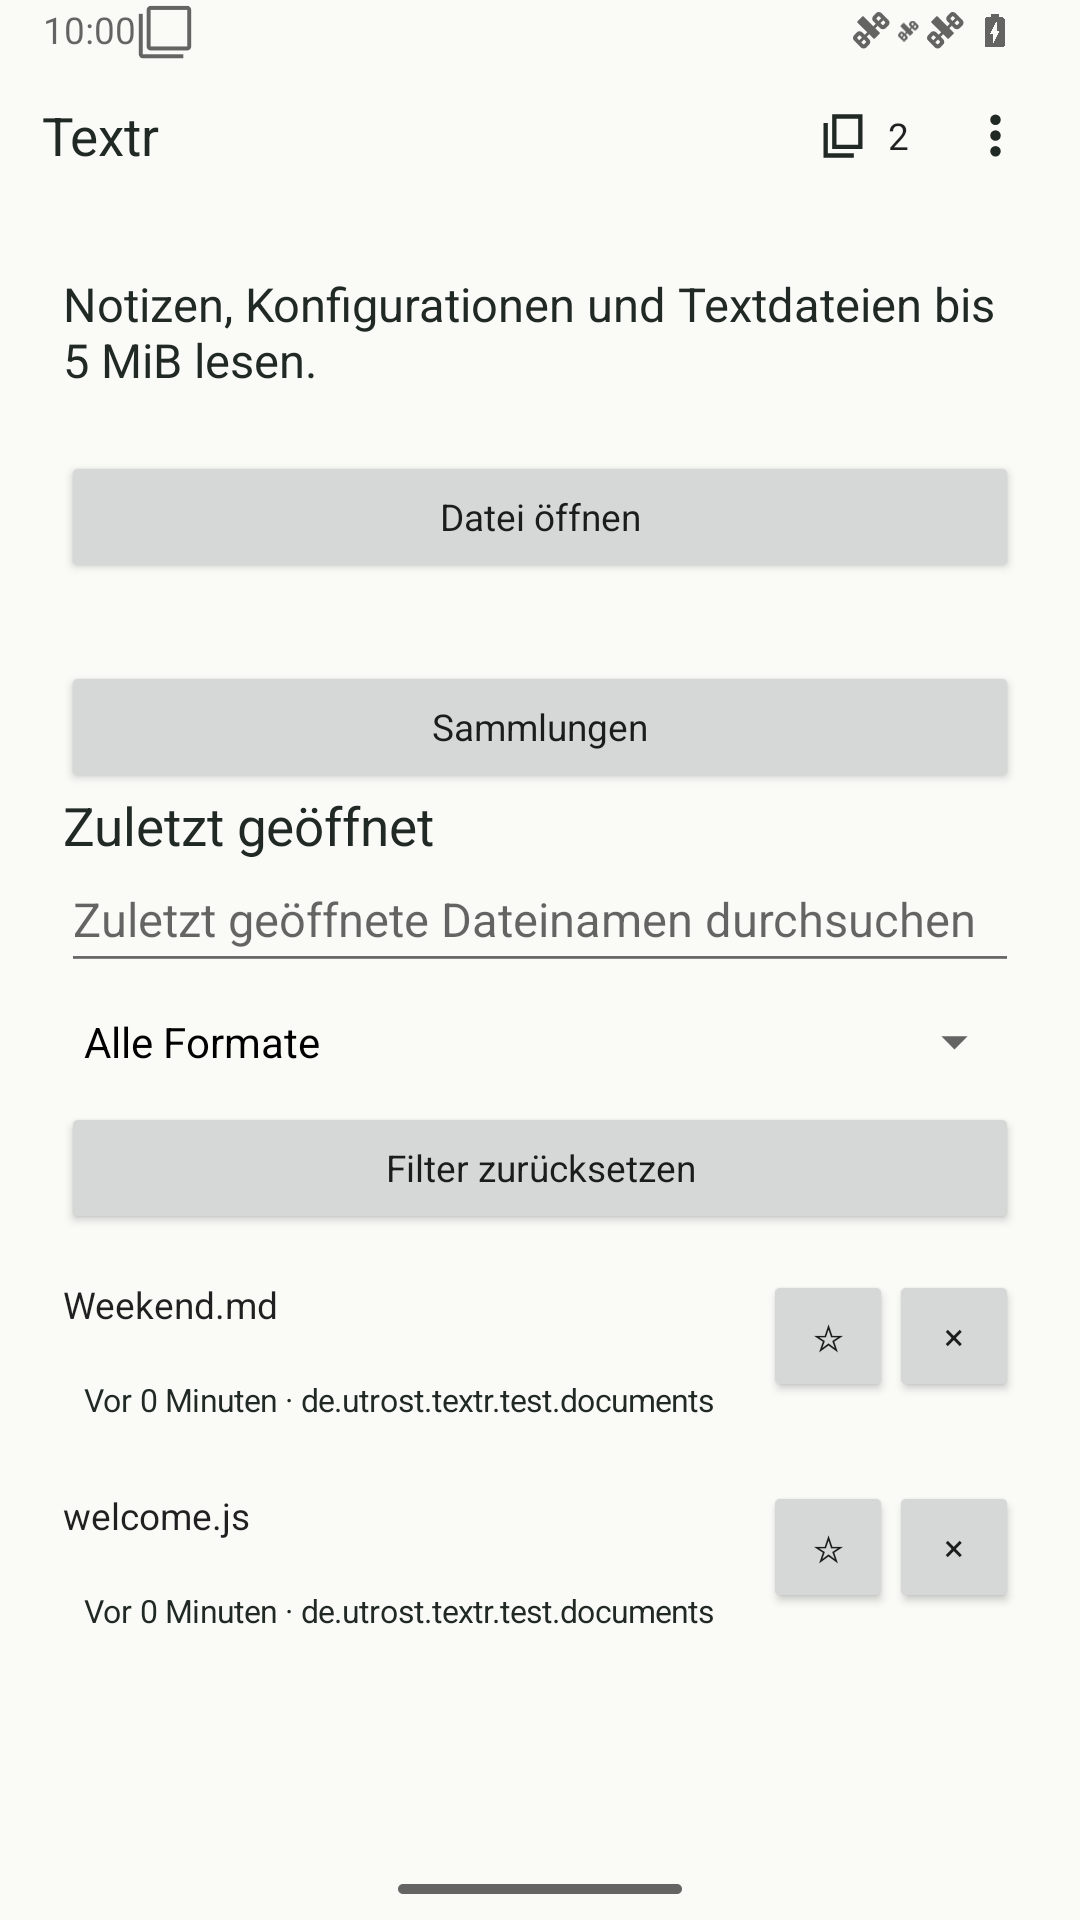 10:00
Textr
2
Notizen, Konfigurationen und Textdateien bis
5 MiB lesen.
Datei öffnen
Sammlungen
Zuletzt geöffnet
Zuletzt geöffnete Dateinamen durchsuchen
Alle Formate
Filter zurücksetzen
Weekend.md
☆ ×
Vor 0 Minuten · de.utrost.textr.test.documents
welcome.js
☆ ×
Vor 0 Minuten · de.utrost.textr.test.documents